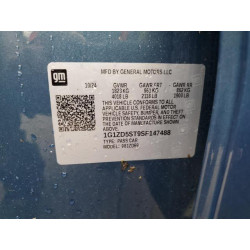 gm
MFD BY GENERAL MOTORS LLC
10/24 GVWR GAWR FRT GAWR RR
THIS VEHICLE CONFORMS TO ALL
APPLICABLE U.S. FEDERAL MOTOR
VEHICLE SAFETY, BUMPER, AND
THEFT PREVENTION STANDARDS
IN EFFECT ON THE DATE OF
MANUFACTURE SHOWN ABOVE.
1G1ZD5ST9SF147488
TYPE: PASS CAR